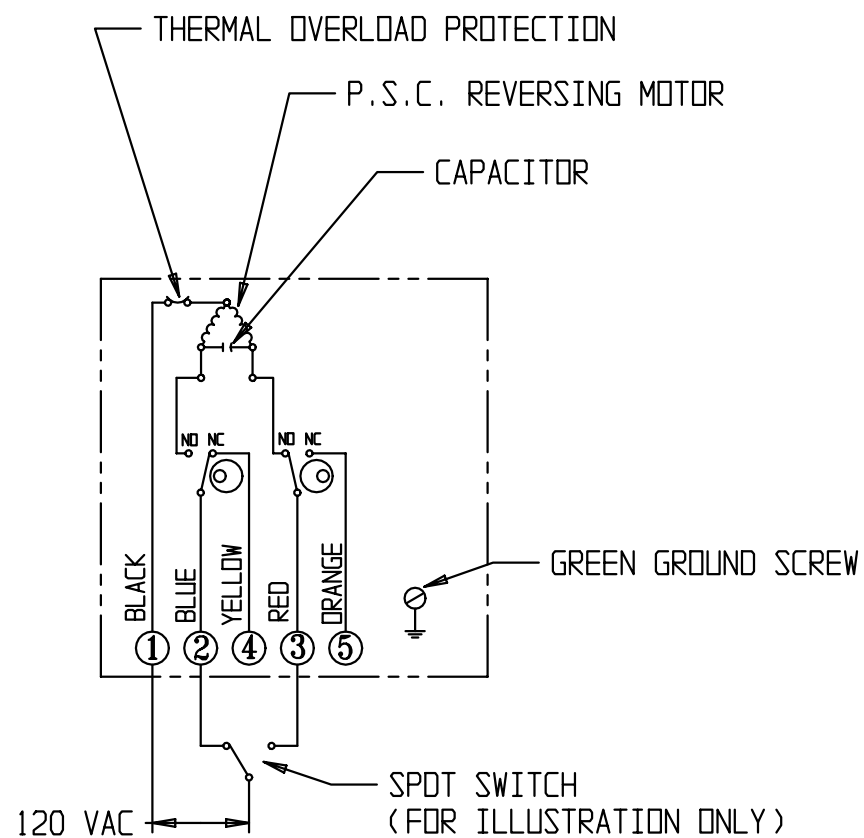 THERMAL OVERLOAD PROTECTION
P.S.C. REVERSING MOTOR
CAPACITOR
NO NC
NO NC
BLACK
BLUE
YELLOW
RED
ORANGE
GREEN GROUND SCREW
1 2 4 3 5
SPDT SWITCH
(FOR ILLUSTRATION ONLY)
120 VAC